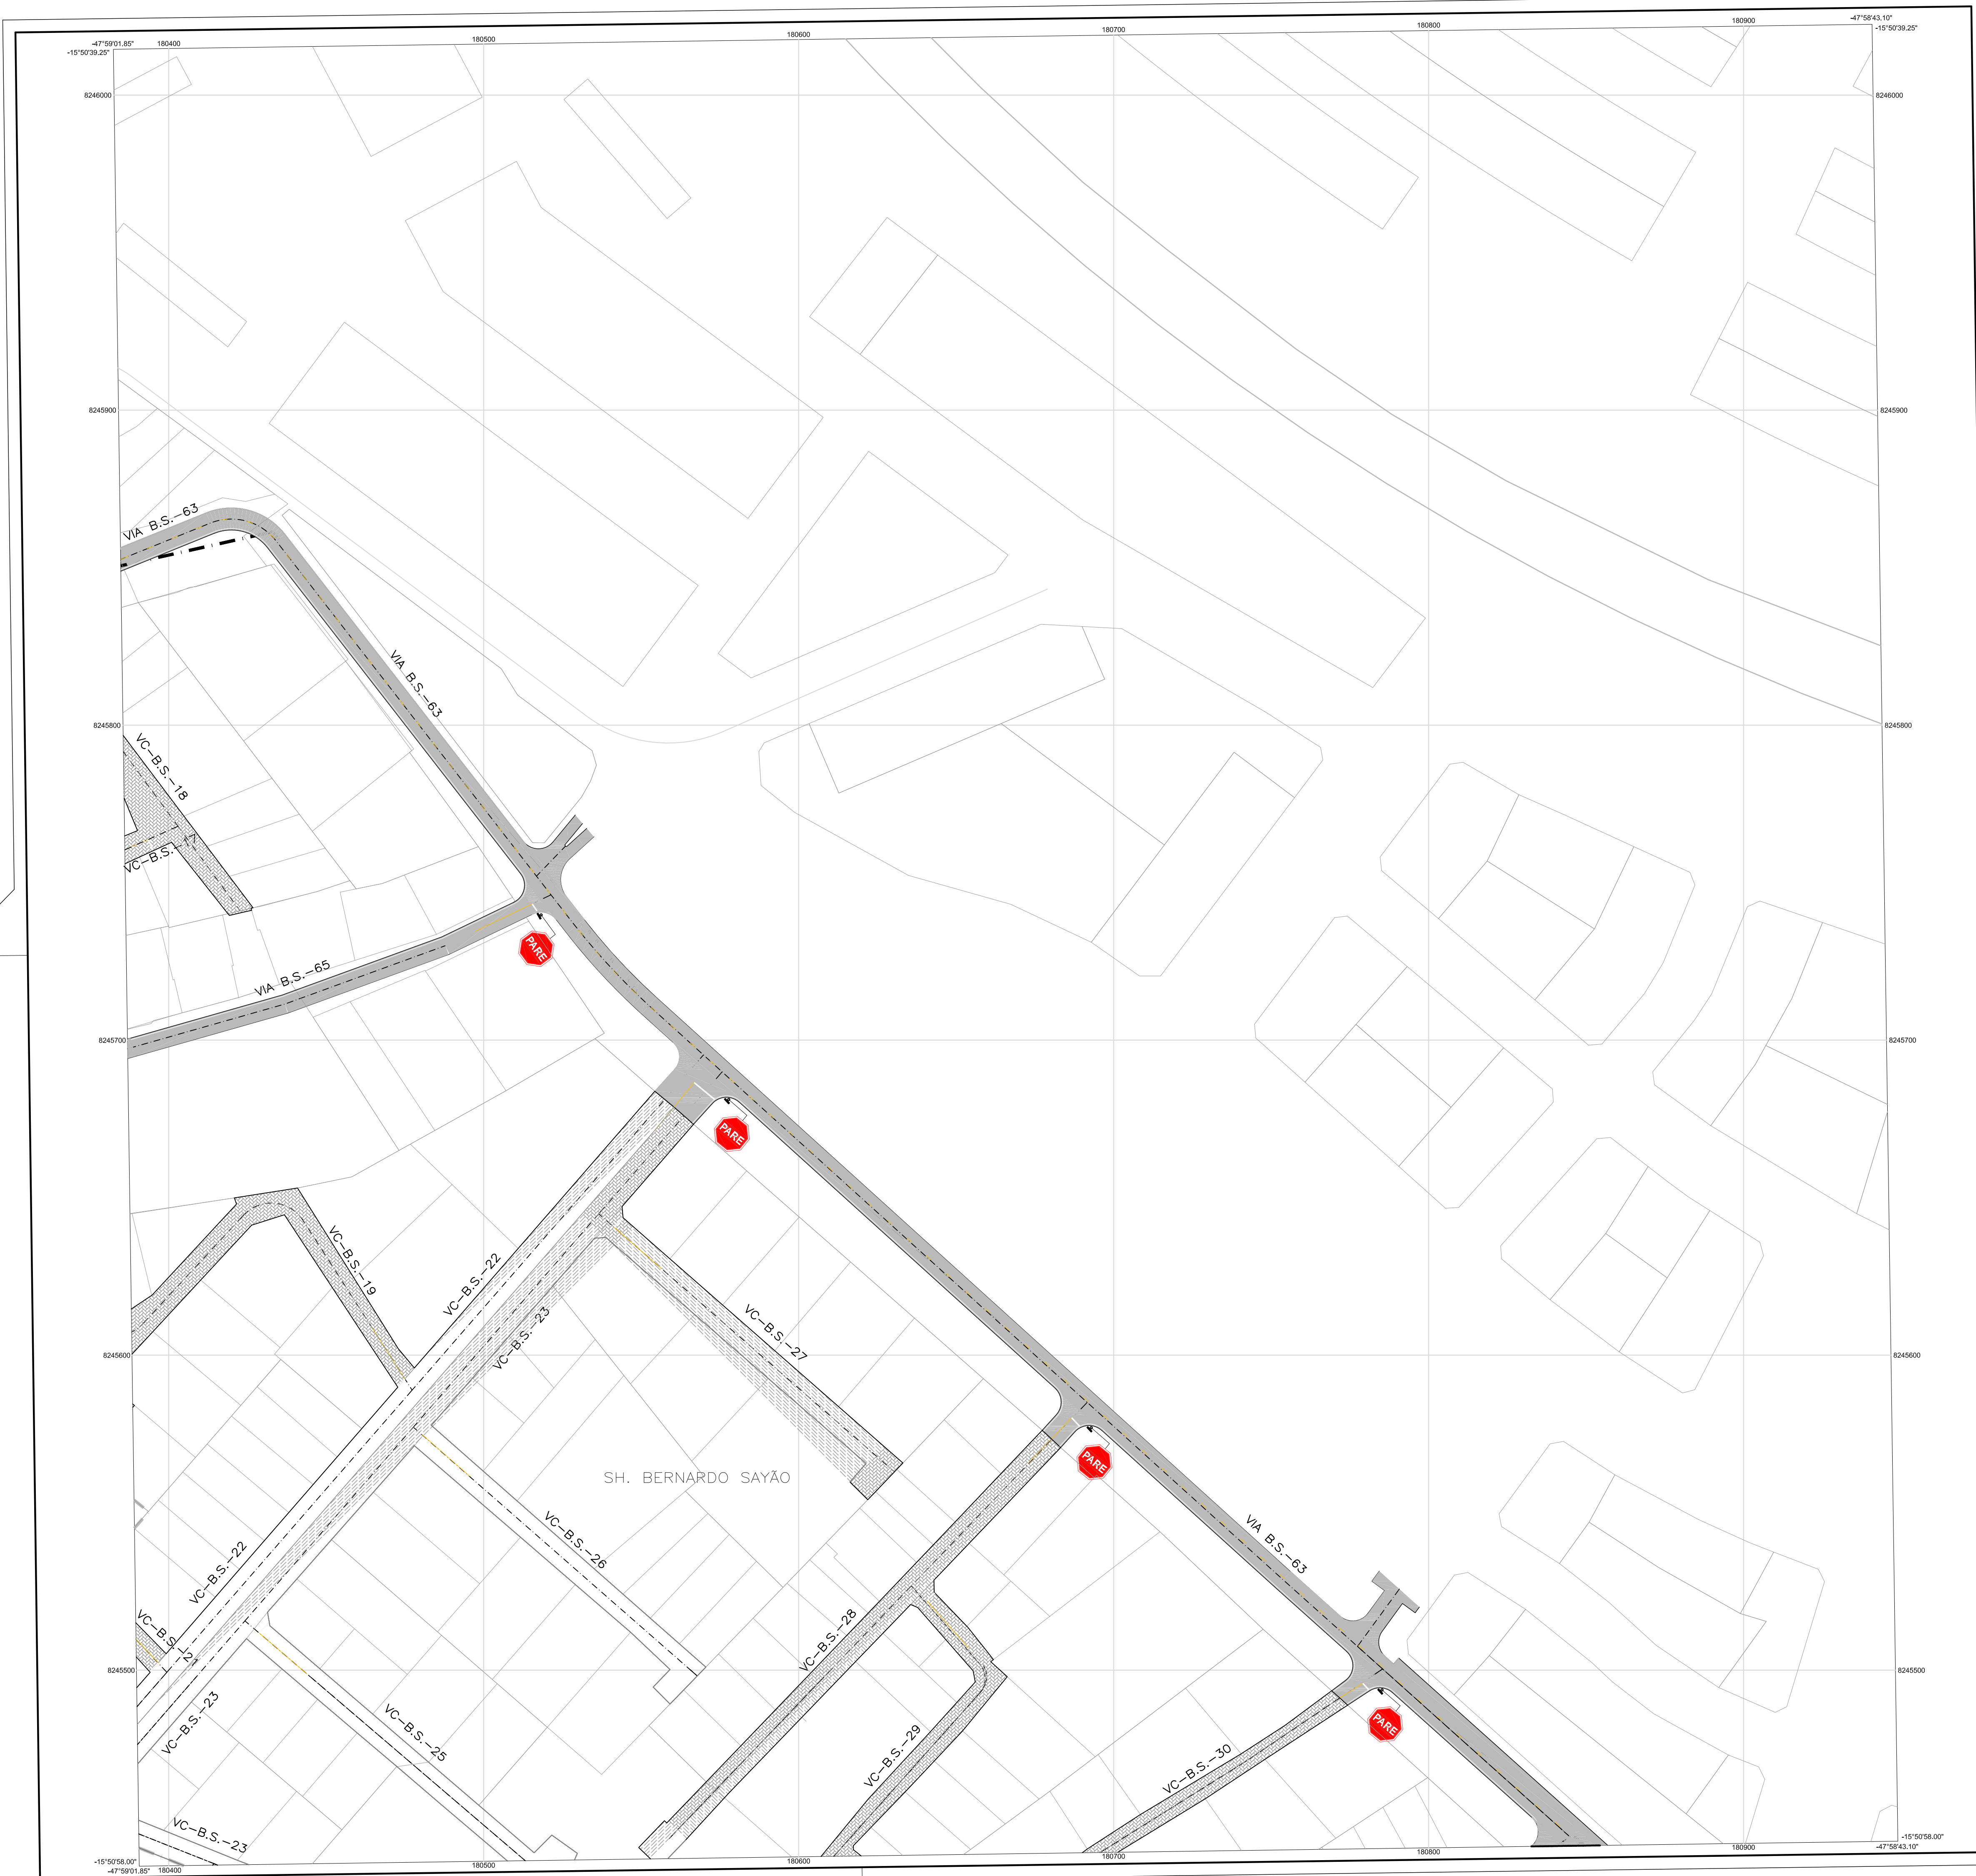 -47°59'01.85"
180400
180500
180600
180700
180800
180900
-47°58'43.10"
-15°50'39.25"
-15°50'39.25"
8246000
8246000
8245900
8245900
VIA B.S.-63
VIA B.S.-63
8245800
8245800
VC-B.S.-18
VC-B.S.-17
PARE
VIA B.S.-65
8245700
8245700
PARE
VC-B.S.-19
VC-B.S.-22
VC-B.S.-23
VC-B.S.-27
8245600
8245600
PARE
SH. BERNARDO SAYÃO
VC-B.S.-26
VIA B.S.-63
VC-B.S.-22
VC-B.S.-21
VC-B.S.-28
8245500
8245500
VC-B.S.-23
VC-B.S.-25
VC-B.S.-29
VC-B.S.-30
PARE
VC-B.S.-23
-15°50'58.00"
-15°50'58.00"
-47°59'01.85"
180400
180500
180600
180700
180800
180900
-47°58'43.10"